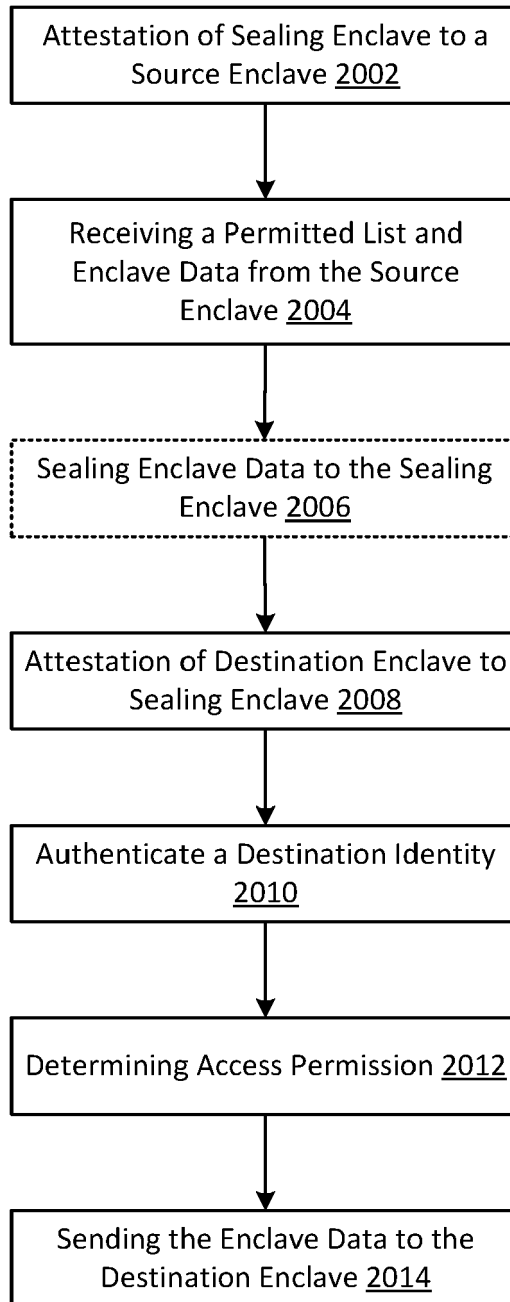 Attestation of Sealing Enclave to a
Source Enclave 2002
Receiving a Permitted List and
Enclave Data from the Source
Enclave 2004
Sealing Enclave Data to the Sealing
Enclave 2006
Attestation of Destination Enclave to
Sealing Enclave 2008
Authenticate a Destination Identity
2010
Determining Access Permission 2012
Sending the Enclave Data to the
Destination Enclave 2014